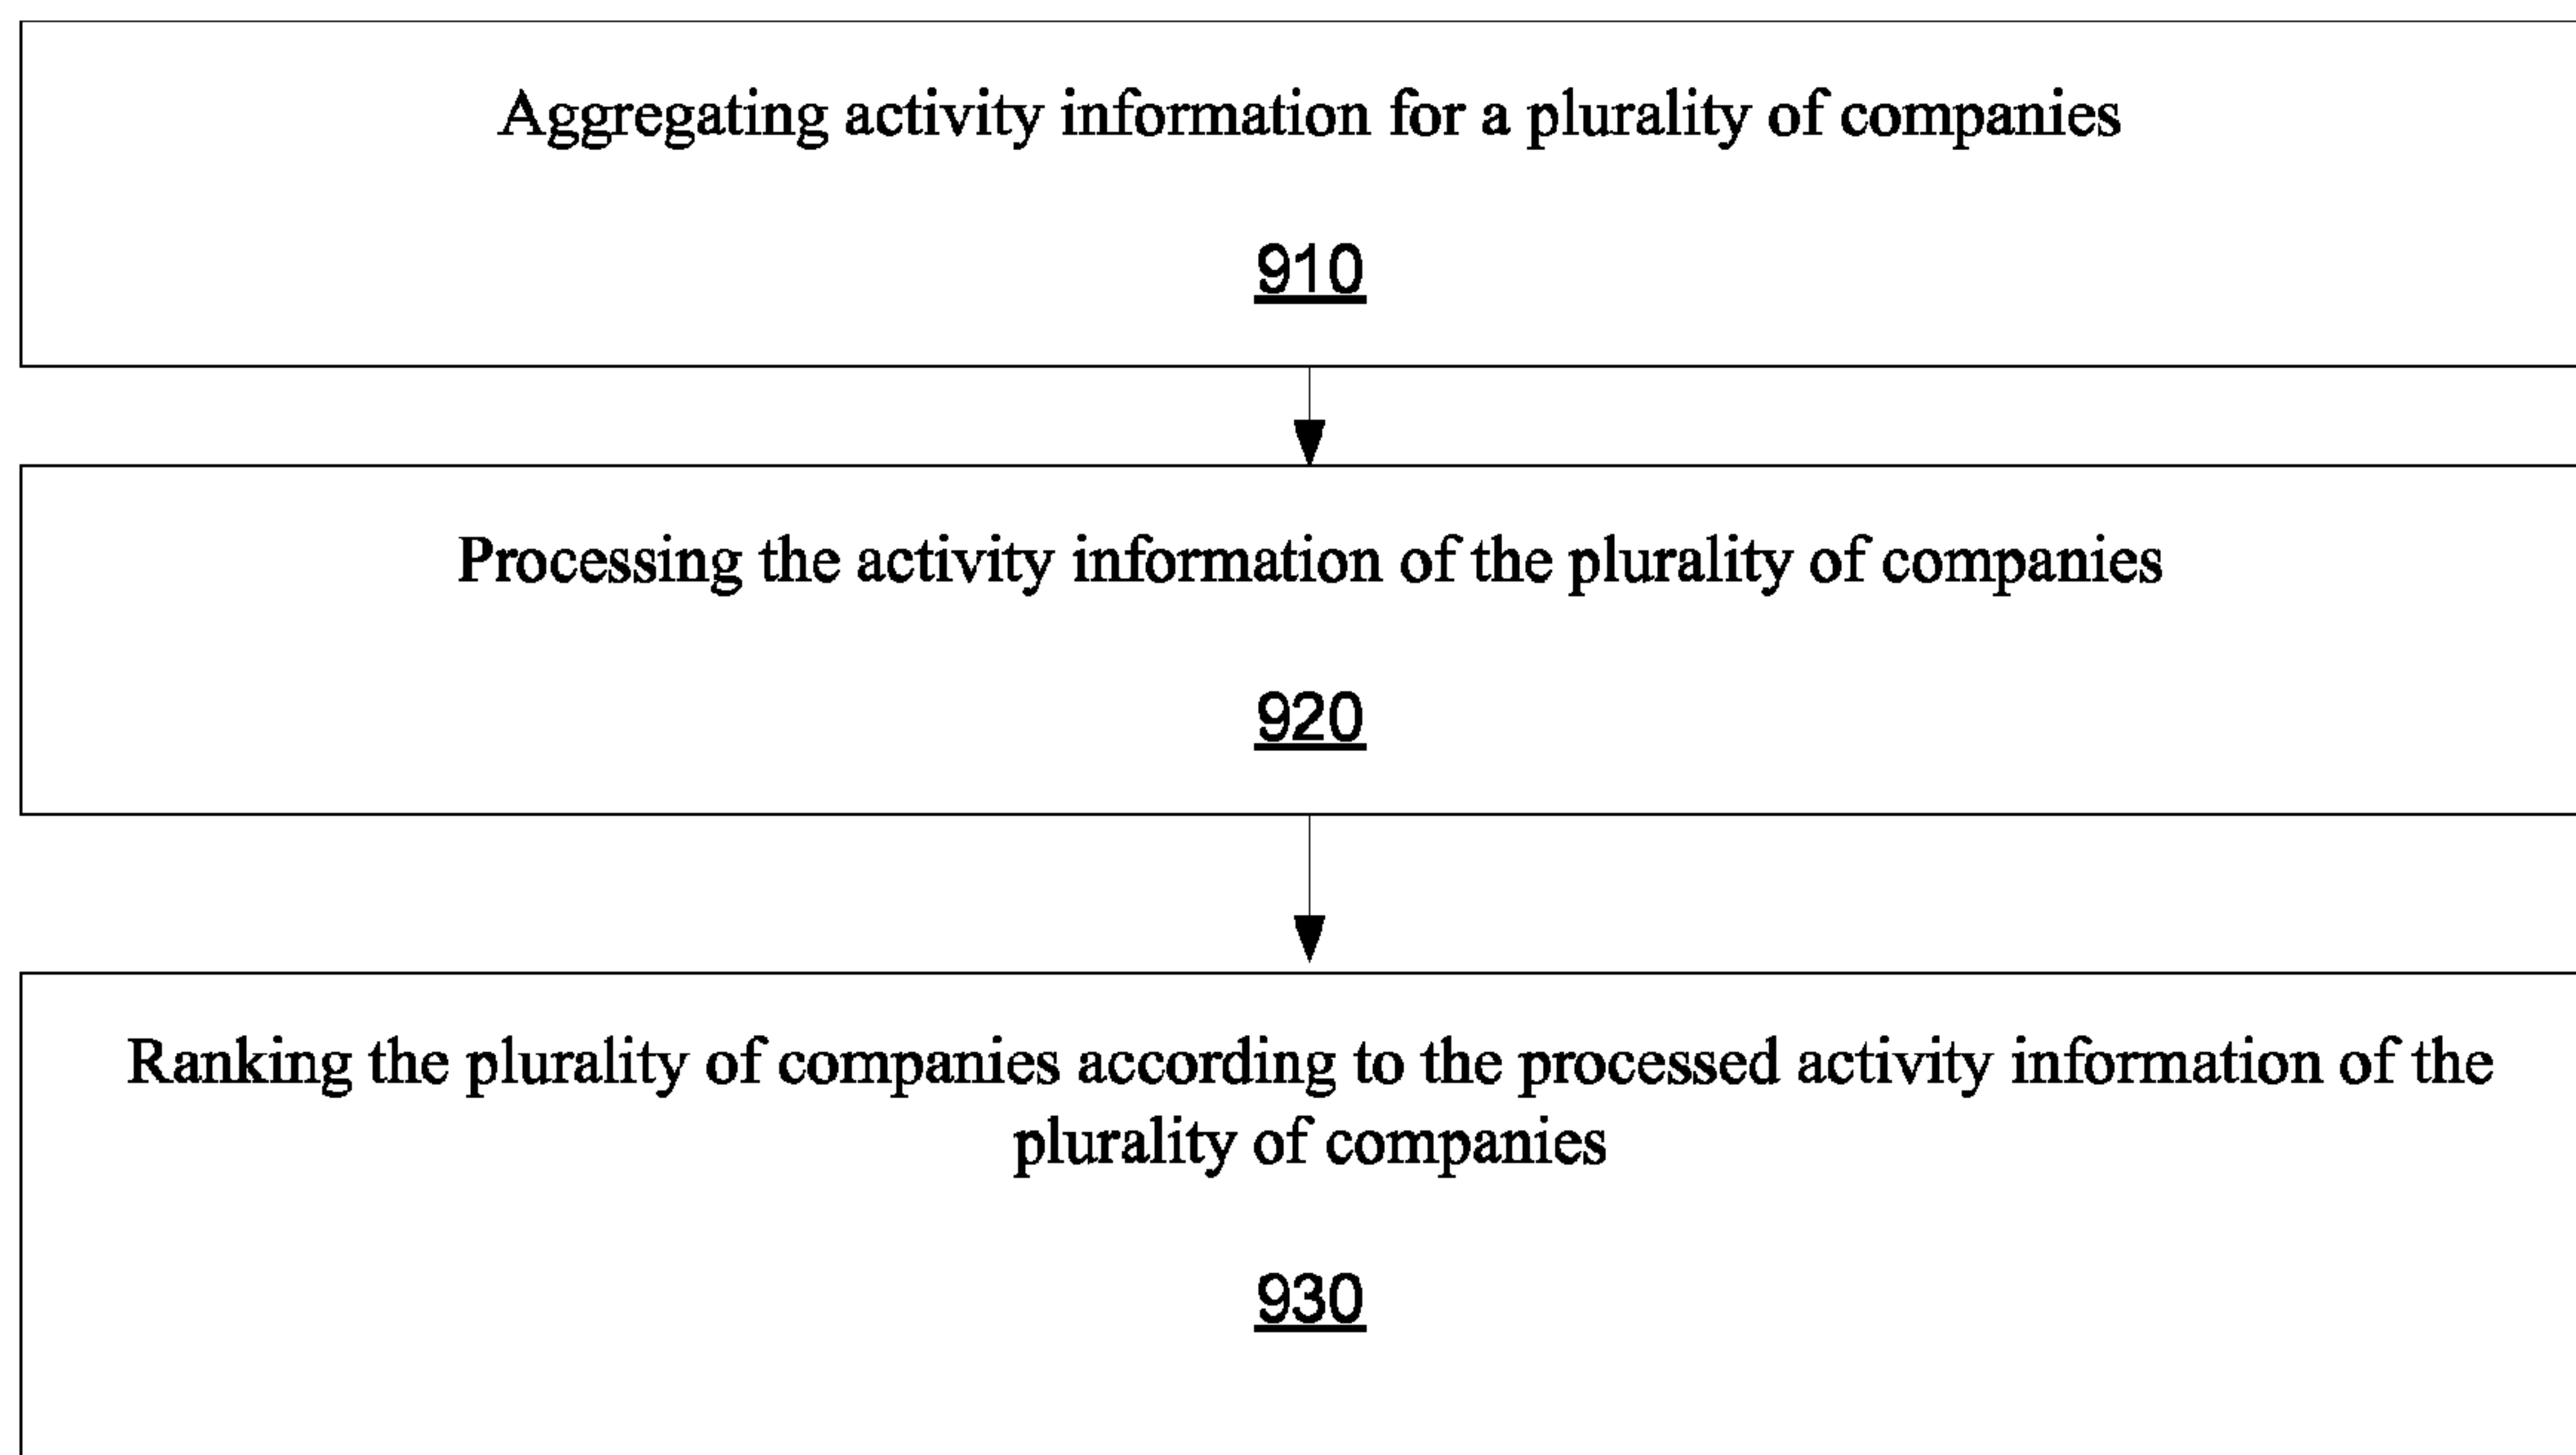 Aggregating activity information for a plurality of companies
910
Processing the activity information of the plurality of companies
920
Ranking the plurality of companies according to the processed activity information of the
plurality of companies
930